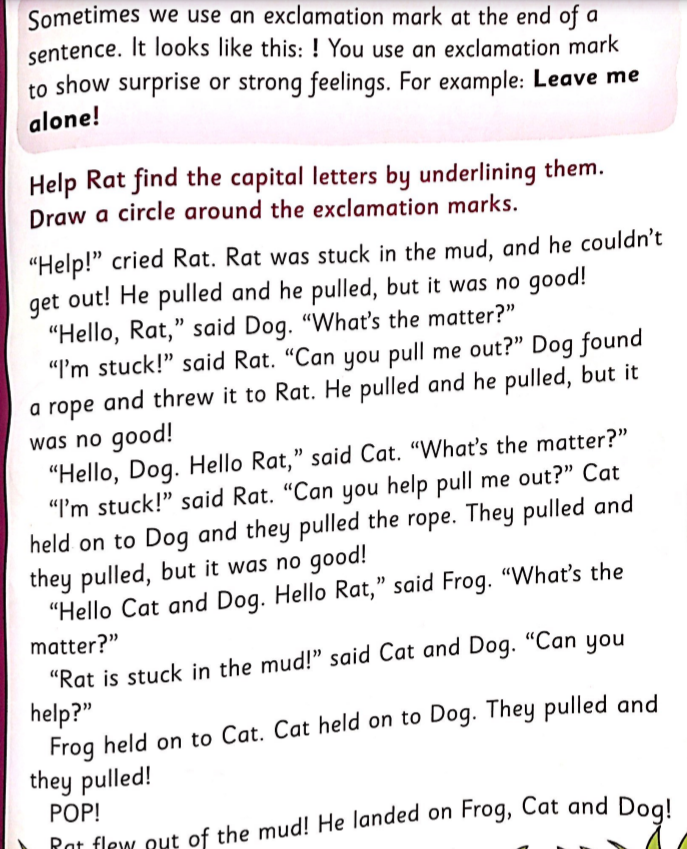 Sometimes we use an exclamation mark at the end of a
sentence. It looks like this: ! You use an exclamation mark
to show surprise or strong feelings. For example: Leave me
alone!
Help Rat find the capital letters by underlining them.
Draw a circle around the exclamation marks.
“Help!” cried Rat. Rat was stuck in the mud, and he couldn’t
get out! He pulled and he pulled, but it was no good!
“Hello, Rat,” said Dog. “What’s the matter?”
“I’m stuck!” said Rat. “Can you pull me out?” Dog found
a rope and threw it to Rat. He pulled and he pulled, but it
was no good!
“Hello, Dog. Hello Rat,” said Cat. “What’s the matter?”
“I’m stuck!” said Rat. “Can you help pull me out?” Cat
held on to Dog and they pulled the rope. They pulled and
they pulled, but it was no good!
“Hello Cat and Dog. Hello Rat,” said Frog. “What’s the
matter?”
“Rat is stuck in the mud!” said Cat and Dog. “Can you
help?”
Frog held on to Cat. Cat held on to Dog. They pulled and
they pulled!
POP!
Rat flew out of the mud! He landed on Frog, Cat and Dog!